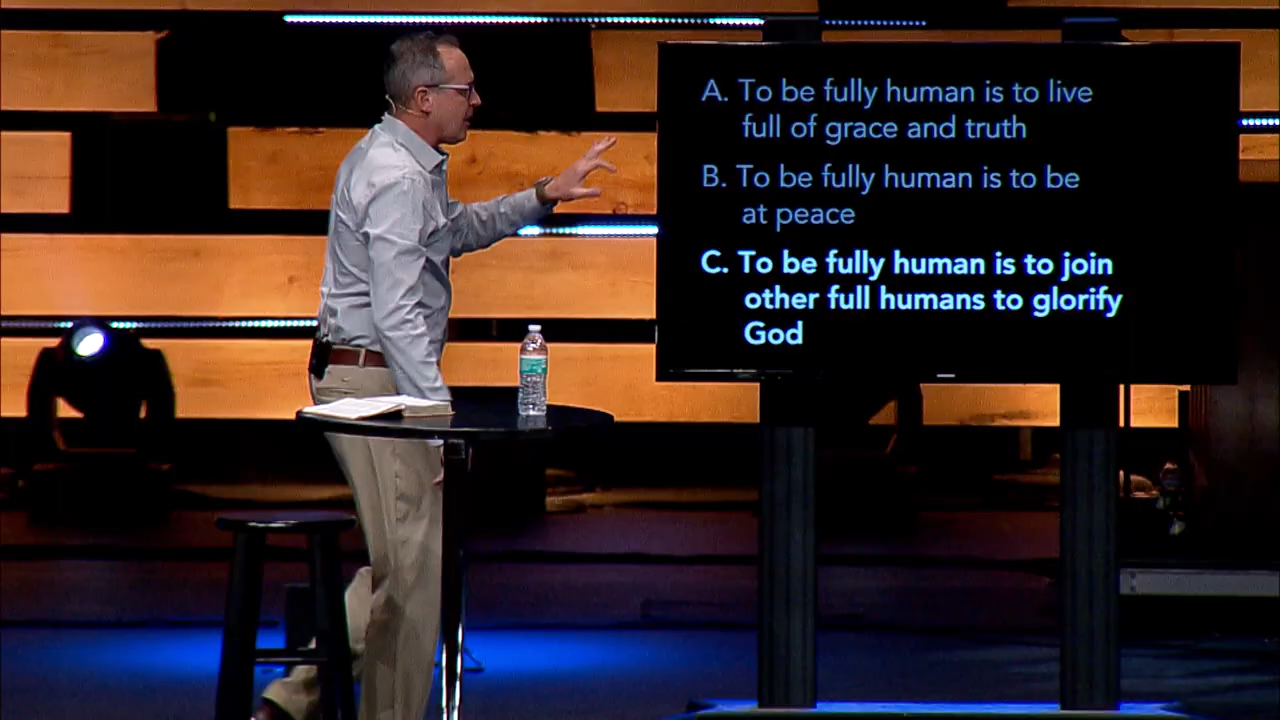 A. To be fully human is to live
full of grace and truth
B. To be fully human is to be
at peace
C. To be fully human is to join
other full humans to glorify
God